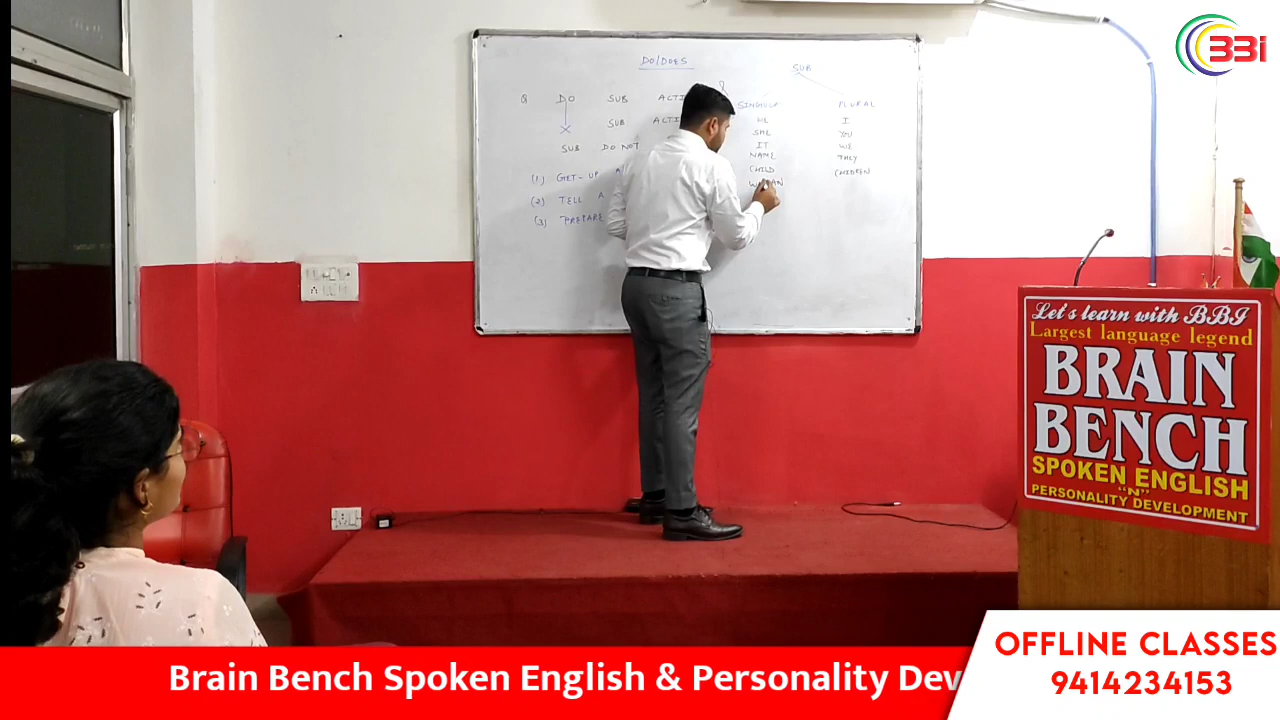 BBi
DO/DOES
SUB
Q DO SUB ACTI
SUB ACTI
SUB DO NOT
(1) GET-UP
(2) TELL A
(3) PREPARE
SINGULA PLURAL
HE I
SHE YOU
IT WE
NAME THEY
CHILD CHIDREN
Let's learn with BBI
Largest language legend
BRAIN
BENCH
SPOKEN ENGLISH
"N"
PERSONALITY DEVELOPMENT
OFFLINE CLASSES
9414234153
Brain Bench Spoken English & Personality Dev